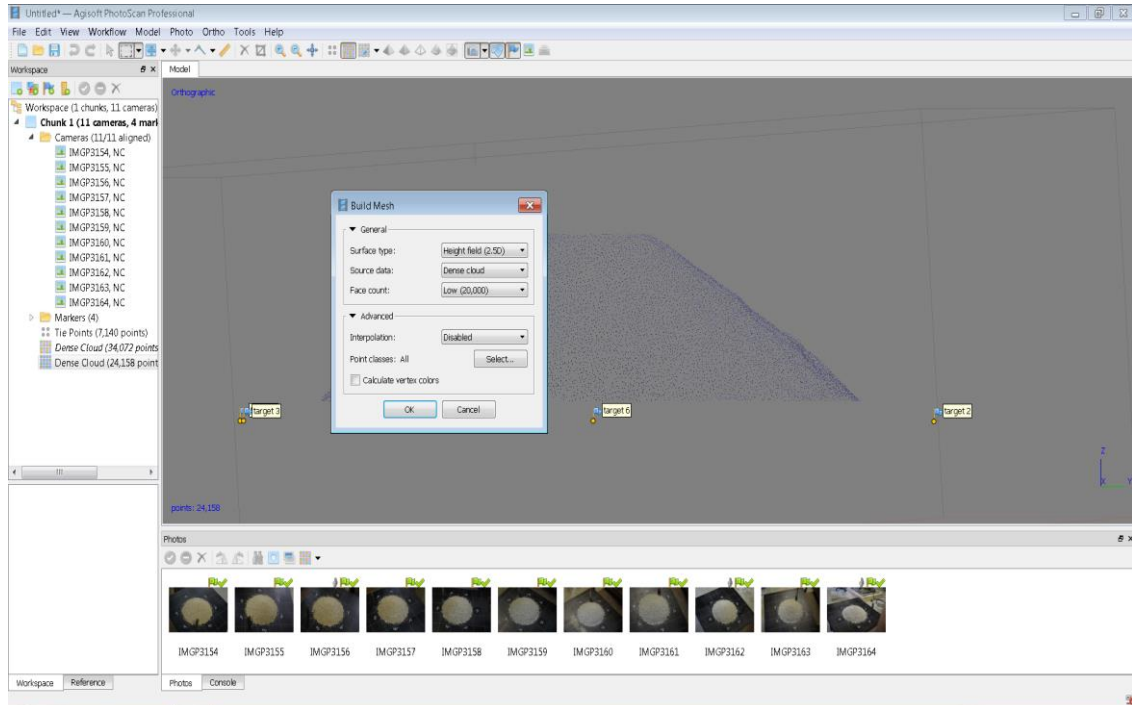 Untitled* — Agisoft PhotoScan Professional
File Edit View Workflow Model Photo Ortho Tools Help
Workspace
Model
Workspace (1 chunks, 11 cameras)
Chunk 1 (11 cameras, 4 mark
Cameras (11/11 aligned)
IMGP3154, NC
IMGP3155, NC
IMGP3156, NC
IMGP3157, NC
IMGP3158, NC
IMGP3159, NC
IMGP3160, NC
IMGP3161, NC
IMGP3162, NC
IMGP3163, NC
IMGP3164, NC
Markers (4)
Tie Points (7,140 points)
Dense Cloud (34,072 points
Dense Cloud (24,158 point
Orthographic
Build Mesh
General
Surface type: Height field (2.5D)
Source data: Dense cloud
Face count: Low (20,000)
Advanced
Interpolation: Disabled
Point classes: All Select...
Calculate vertex colors
OK Cancel
target 3
target 6
target 2
Z
X Y
points: 24,158
Photos
IMGP3154 IMGP3155 IMGP3156 IMGP3157 IMGP3158 IMGP3159 IMGP3160 IMGP3161 IMGP3162 IMGP3163 IMGP3164
Workspace Reference
Photos Console